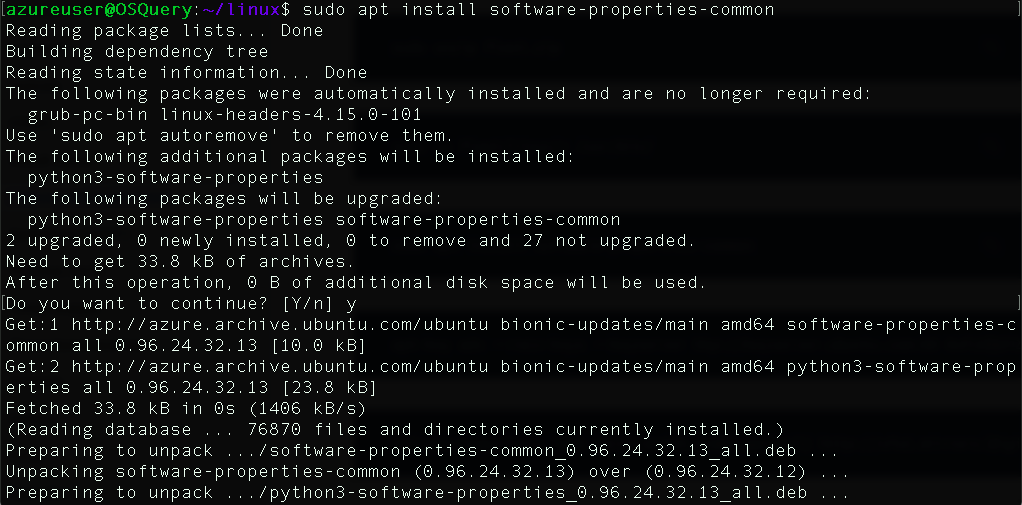 [azureuser@OSQuery:~/linux$ sudo apt install software-properties-common ]
Reading package lists... Done
Building dependency tree
Reading state information... Done
The following packages were automatically installed and are no longer required:
  grub-pc-bin linux-headers-4.15.0-101
Use 'sudo apt autoremove' to remove them.
The following additional packages will be installed:
  python3-software-properties
The following packages will be upgraded:
  python3-software-properties software-properties-common
2 upgraded, 0 newly installed, 0 to remove and 27 not upgraded.
Need to get 33.8 kB of archives.
After this operation, 0 B of additional disk space will be used.
[Do you want to continue? [Y/n] y ]
Get:1 http://azure.archive.ubuntu.com/ubuntu bionic-updates/main amd64 software-properties-c
ommon all 0.96.24.32.13 [10.0 kB]
Get:2 http://azure.archive.ubuntu.com/ubuntu bionic-updates/main amd64 python3-software-prop
erties all 0.96.24.32.13 [23.8 kB]
Fetched 33.8 kB in 0s (1406 kB/s)
(Reading database ... 76870 files and directories currently installed.)
Preparing to unpack .../software-properties-common_0.96.24.32.13_all.deb ...
Unpacking software-properties-common (0.96.24.32.13) over (0.96.24.32.12) ...
Preparing to unpack .../python3-software-properties_0.96.24.32.13_all.deb ...